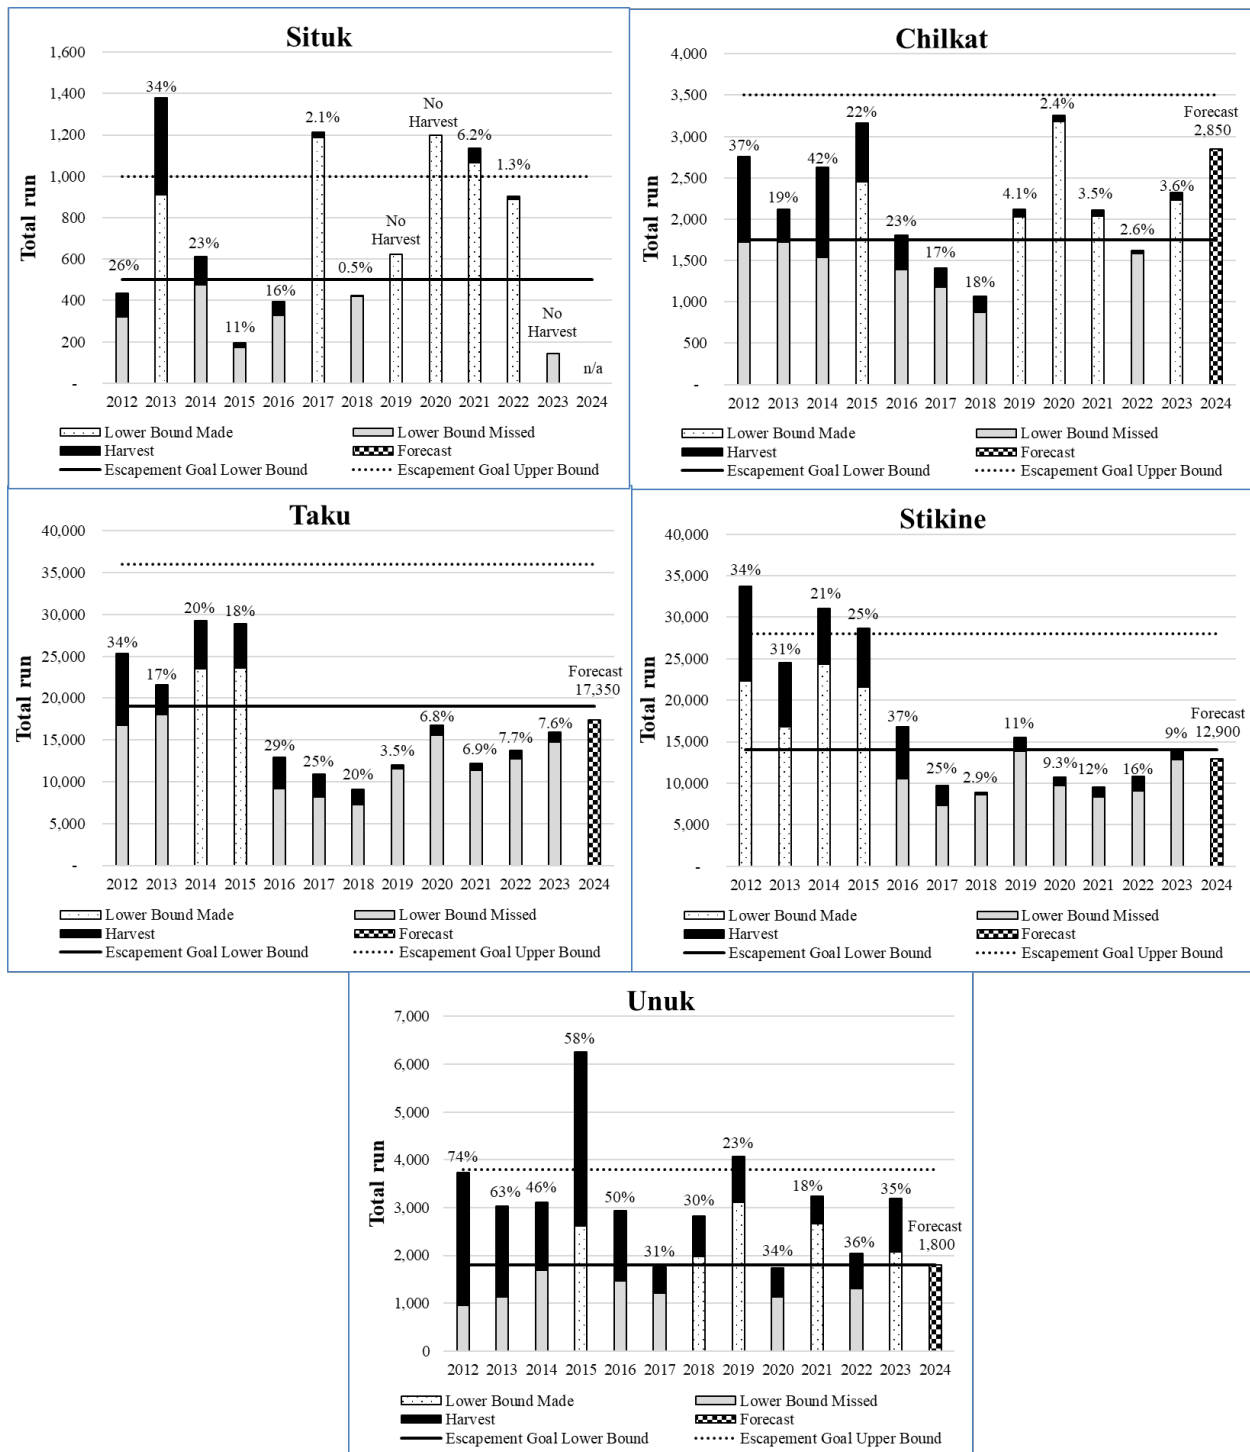 Situk
Total run
1,600
1,400
1,200
1,000
800
600
400
200
-
26%
34%
23%
11%
16%
2.1%
0.5%
No
Harvest
No
Harvest
6.2%
1.3%
No
Harvest
n/a
2012 2013 2014 2015 2016 2017 2018 2019 2020 2021 2022 2023 2024
Lower Bound Made Lower Bound Missed
Harvest Forecast
Escapement Goal Lower Bound Escapement Goal Upper Bound
Chilkat
Total run
4,000
3,500
3,000
2,500
2,000
1,500
1,000
500
-
37%
19%
42%
22%
23%
17%
18%
4.1%
2.4%
3.5%
2.6%
3.6%
Forecast
2,850
2012 2013 2014 2015 2016 2017 2018 2019 2020 2021 2022 2023 2024
Lower Bound Made Lower Bound Missed
Harvest Forecast
Escapement Goal Lower Bound Escapement Goal Upper Bound
Taku
Total run
40,000
35,000
30,000
25,000
20,000
15,000
10,000
5,000
-
34%
17%
20%
18%
29%
25%
20%
3.5%
6.8%
6.9%
7.7%
7.6%
Forecast
17,350
2012 2013 2014 2015 2016 2017 2018 2019 2020 2021 2022 2023 2024
Lower Bound Made Lower Bound Missed
Harvest Forecast
Escapement Goal Lower Bound Escapement Goal Upper Bound
Stikine
Total run
40,000
35,000
30,000
25,000
20,000
15,000
10,000
5,000
-
34%
31%
21%
25%
37%
25%
2.9%
11%
9.3%
12%
16%
9%
Forecast
12,900
2012 2013 2014 2015 2016 2017 2018 2019 2020 2021 2022 2023 2024
Lower Bound Made Lower Bound Missed
Harvest Forecast
Escapement Goal Lower Bound Escapement Goal Upper Bound
Unuk
Total run
7,000
6,000
5,000
4,000
3,000
2,000
1,000
0
74%
63%
46%
58%
50%
31%
30%
23%
34%
18%
36%
35%
Forecast
1,800
2012 2013 2014 2015 2016 2017 2018 2019 2020 2021 2022 2023 2024
Lower Bound Made Lower Bound Missed
Harvest Forecast
Escapement Goal Lower Bound Escapement Goal Upper Bound